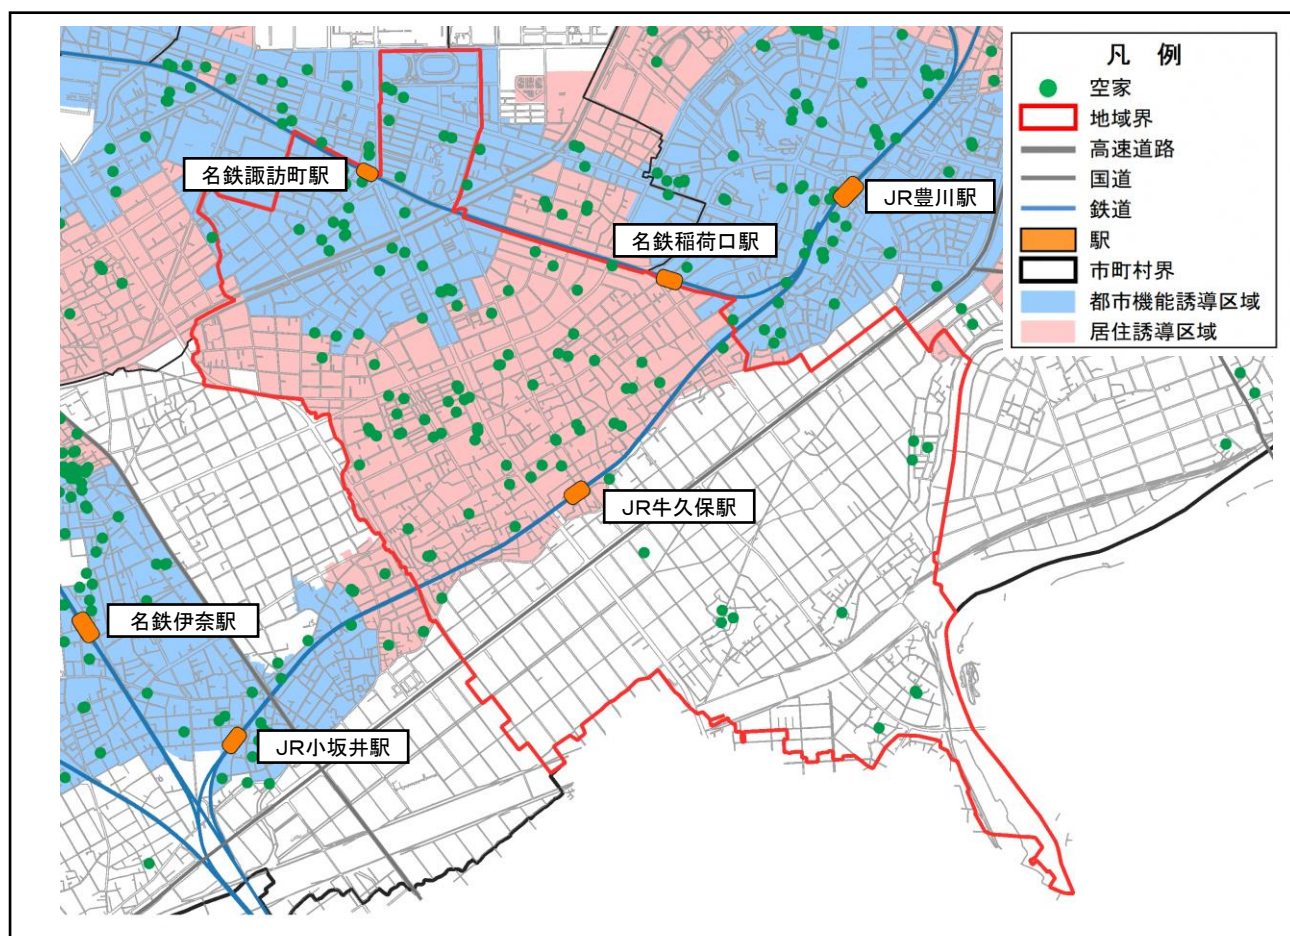 凡 例
空家
地域界
高速道路
国道
鉄道
駅
市町村界
都市機能誘導区域
居住誘導区域
名鉄諏訪町駅
JR豊川駅
名鉄稲荷口駅
JR牛久保駅
名鉄伊奈駅
JR小坂井駅